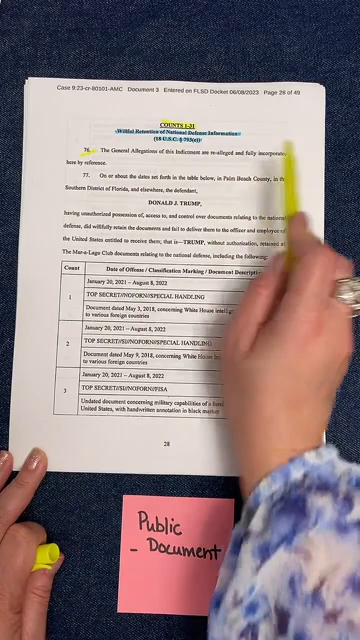 Case 9:23-cr-80101-AMC Document 3 Entered on FLSD Docket 06/08/2023 Page 28 of 49
COUNTS 1-31
Willful Retention of National Defense Information
(18 U.S.C. § 793(e))
76. The General Allegations of this Indictment are re-alleged and fully incorporated
here by reference.
77. On or about the dates set forth in the table below, in Palm Beach County, in the
Southern District of Florida, and elsewhere, the defendant,
DONALD J. TRUMP,
having unauthorized possession of, access to, and control over documents relating to the national
defense, did willfully retain the documents and fail to deliver them to the officer and employee of
the United States entitled to receive them; that is—TRUMP, without authorization, retained at
The Mar-a-Lago Club documents relating to the national defense, including the following:
Count Date of Offense / Classification Marking / Document Description
1 January 20, 2021 – August 8, 2022
TOP SECRET//NOFORN//SPECIAL HANDLING
Document dated May 3, 2018, concerning White House
to various foreign countries
2 January 20, 2021 – August 8, 2022
TOP SECRET//SI//NOFORN//SPECIAL HANDLING
Document dated May 9, 2018, concerning White House
to various foreign countries
3 January 20, 2021 – August 8, 2022
TOP SECRET//SI//NOFORN//FISA
Undated document concerning military capabilities of a
United States, with handwritten annotation in black marker
28
Public
- Document